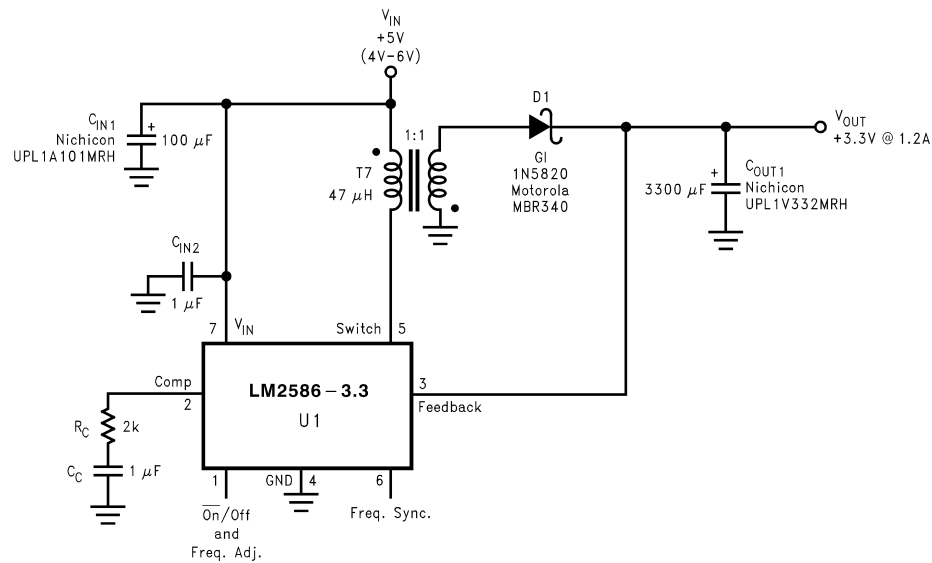 V_IN
+5V
(4V–6V)
C_IN1
Nichicon
UPL1A101MRH
+
100 μF
1:1
T7
47 μH
D1
GI
1N5820
Motorola
MBR340
V_OUT
+3.3V @ 1.2A
+
3300 μF
C_OUT1
Nichicon
UPL1V332MRH
C_IN2
1 μF
7
V_IN
Switch
5
Comp
2
LM2586–3.3
U1
3
Feedback
R_C
2k
C_C
1 μF
1
GND
4
6
O̅n̅/Off
and
Freq. Adj.
Freq. Sync.